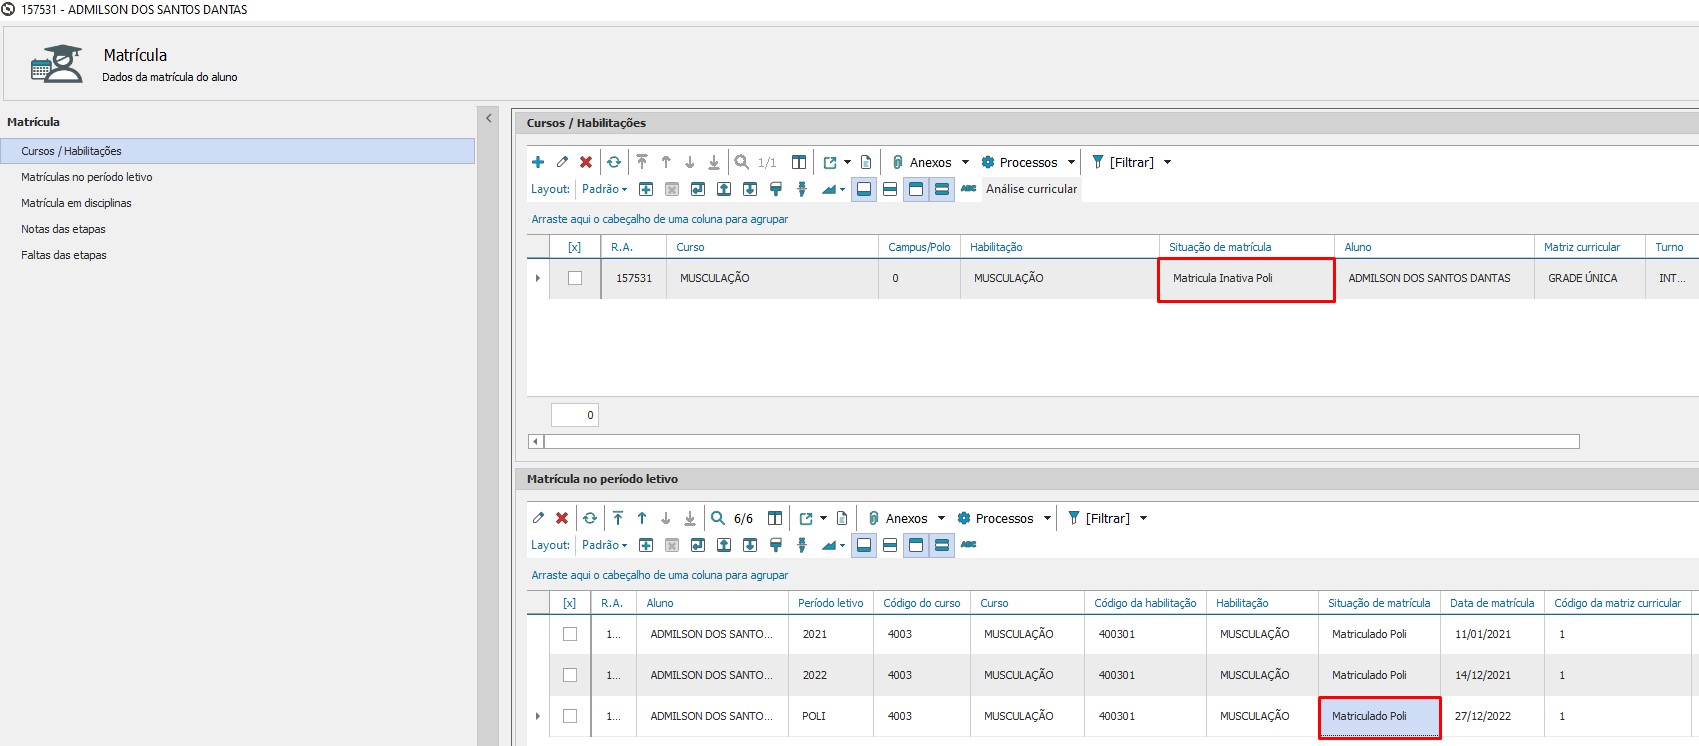 157531 - ADMILSON DOS SANTOS DANTAS
Matrícula
Dados da matrícula do aluno
Matrícula
Cursos / Habilitações
Matrículas no período letivo
Matrícula em disciplinas
Notas das etapas
Faltas das etapas
Cursos / Habilitações
1/1 Anexos Processos [Filtrar]
Layout: Padrão ABC Análise curricular
Arraste aqui o cabeçalho de uma coluna para agrupar
[x] R.A. Curso Campus/Polo Habilitação Situação de matrícula Aluno Matriz curricular Turno
157531 MUSCULAÇÃO 0 MUSCULAÇÃO Matricula Inativa Poli ADMILSON DOS SANTOS DANTAS GRADE ÚNICA INT...
0
Matrícula no período letivo
6/6 Anexos Processos [Filtrar]
Layout: Padrão ABC
Arraste aqui o cabeçalho de uma coluna para agrupar
[x] R.A. Aluno Período letivo Código do curso Curso Código da habilitação Habilitação Situação de matrícula Data de matrícula Código da matriz curricular
1... ADMILSON DOS SANTO... 2021 4003 MUSCULAÇÃO 400301 MUSCULAÇÃO Matriculado Poli 11/01/2021 1
1... ADMILSON DOS SANTO... 2022 4003 MUSCULAÇÃO 400301 MUSCULAÇÃO Matriculado Poli 14/12/2021 1
1... ADMILSON DOS SANTO... POLI 4003 MUSCULAÇÃO 400301 MUSCULAÇÃO Matriculado Poli 27/12/2022 1